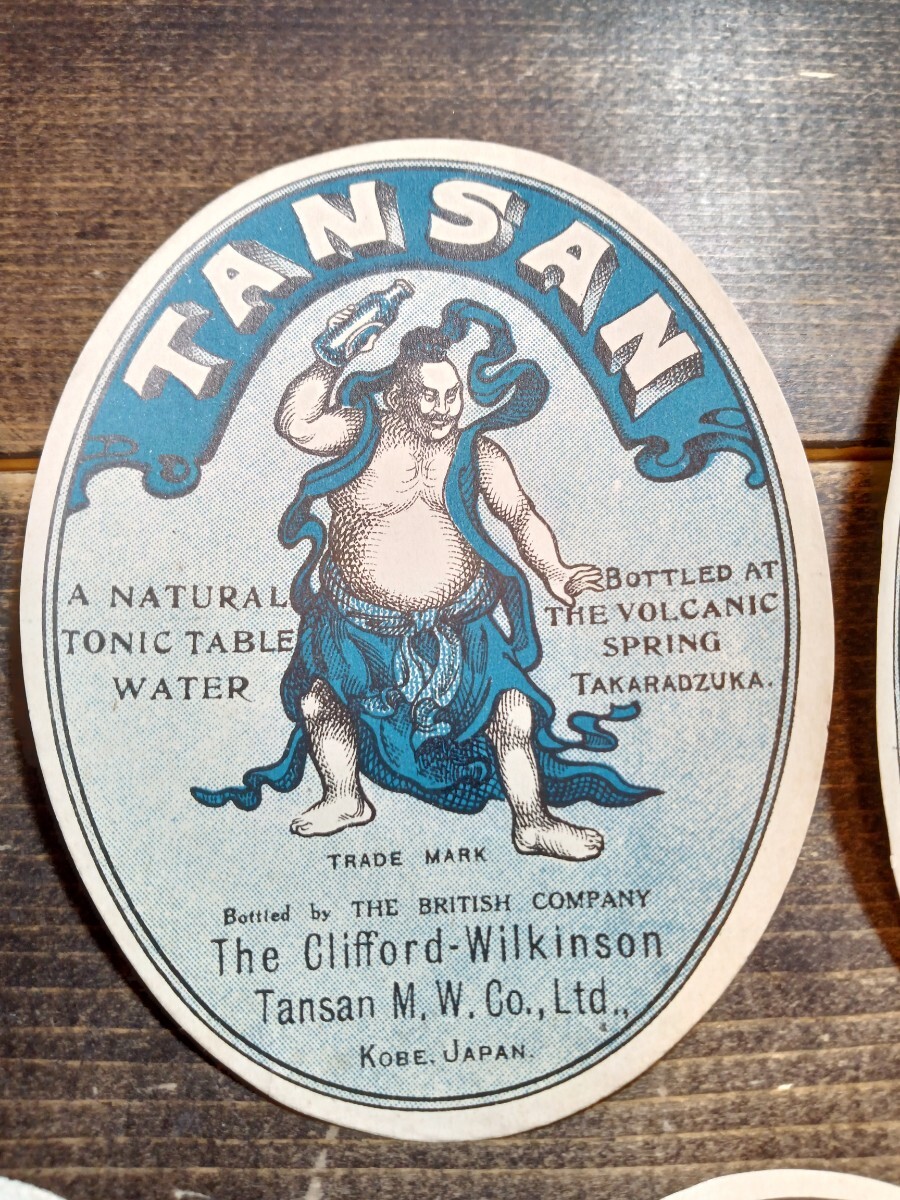 TANSAN
A NATURAL
TONIC TABLE
WATER
BOTTLED AT
THE VOLCANIC
SPRING
TAKARADZUKA.
TRADE MARK
Bottled by THE BRITISH COMPANY
The Clifford-Wilkinson
Tansan M. W. Co., Ltd.,
KOBE, JAPAN.